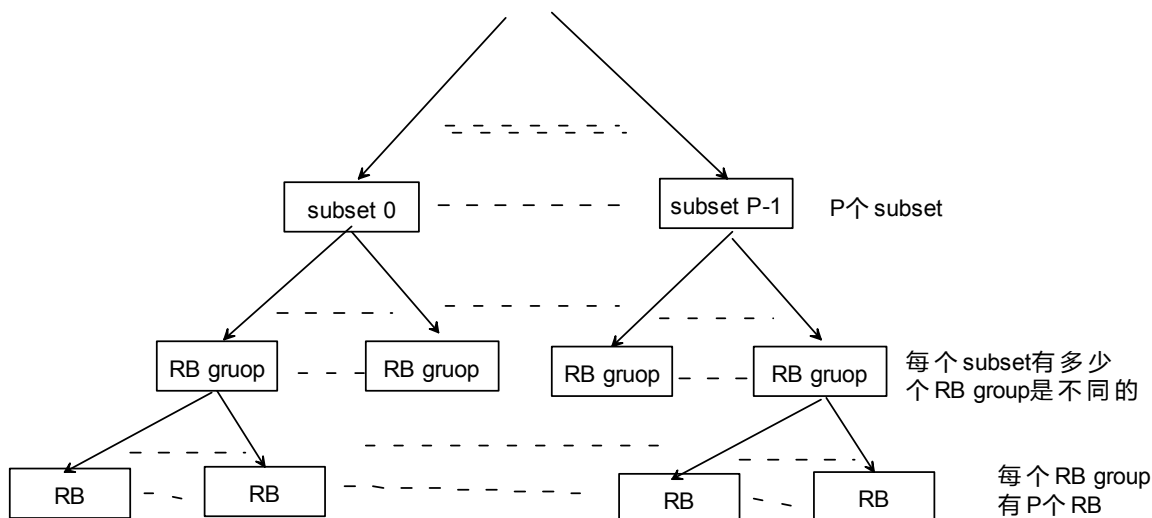 subset 0
subset P-1
P个 subset
RB gruop
RB gruop
RB gruop
RB gruop
每个subset有多少
个RB group是不同的
RB
RB
RB
RB
每个RB group
有P个RB